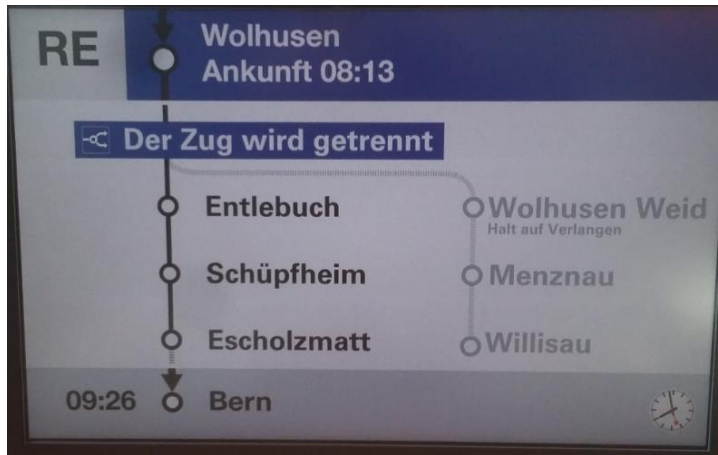 RE
Wolhusen
Ankunft 08:13
Der Zug wird getrennt
Entlebuch
Wolhusen Weid
Halt auf Verlangen
Schüpfheim
Menznau
Escholzmatt
Willisau
09:26 Bern